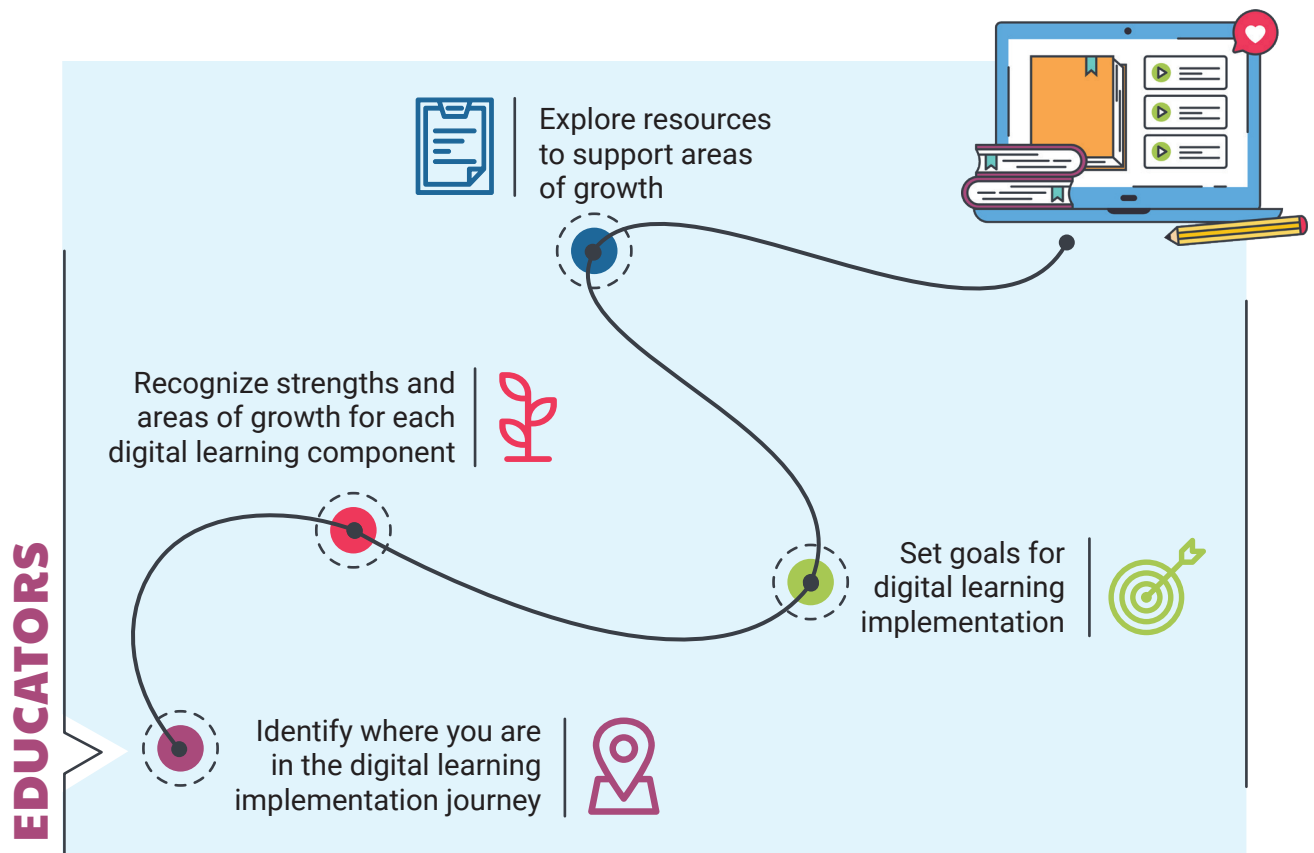 Explore resources
to support areas
of growth
Recognize strengths and
areas of growth for each
digital learning component
Set goals for
digital learning
implementation
EDUCATORS
Identify where you are
in the digital learning
implementation journey